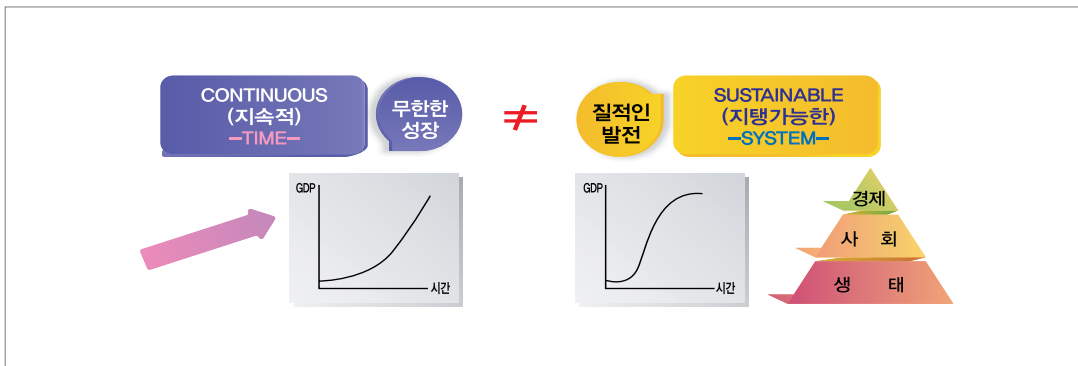 CONTINUOUS
(지속적)
–TIME–
무한한
성장
≠
질적인
발전
SUSTAINABLE
(지탱가능한)
–SYSTEM–
GDP
시간
GDP
시간
경제
사 회
생 태